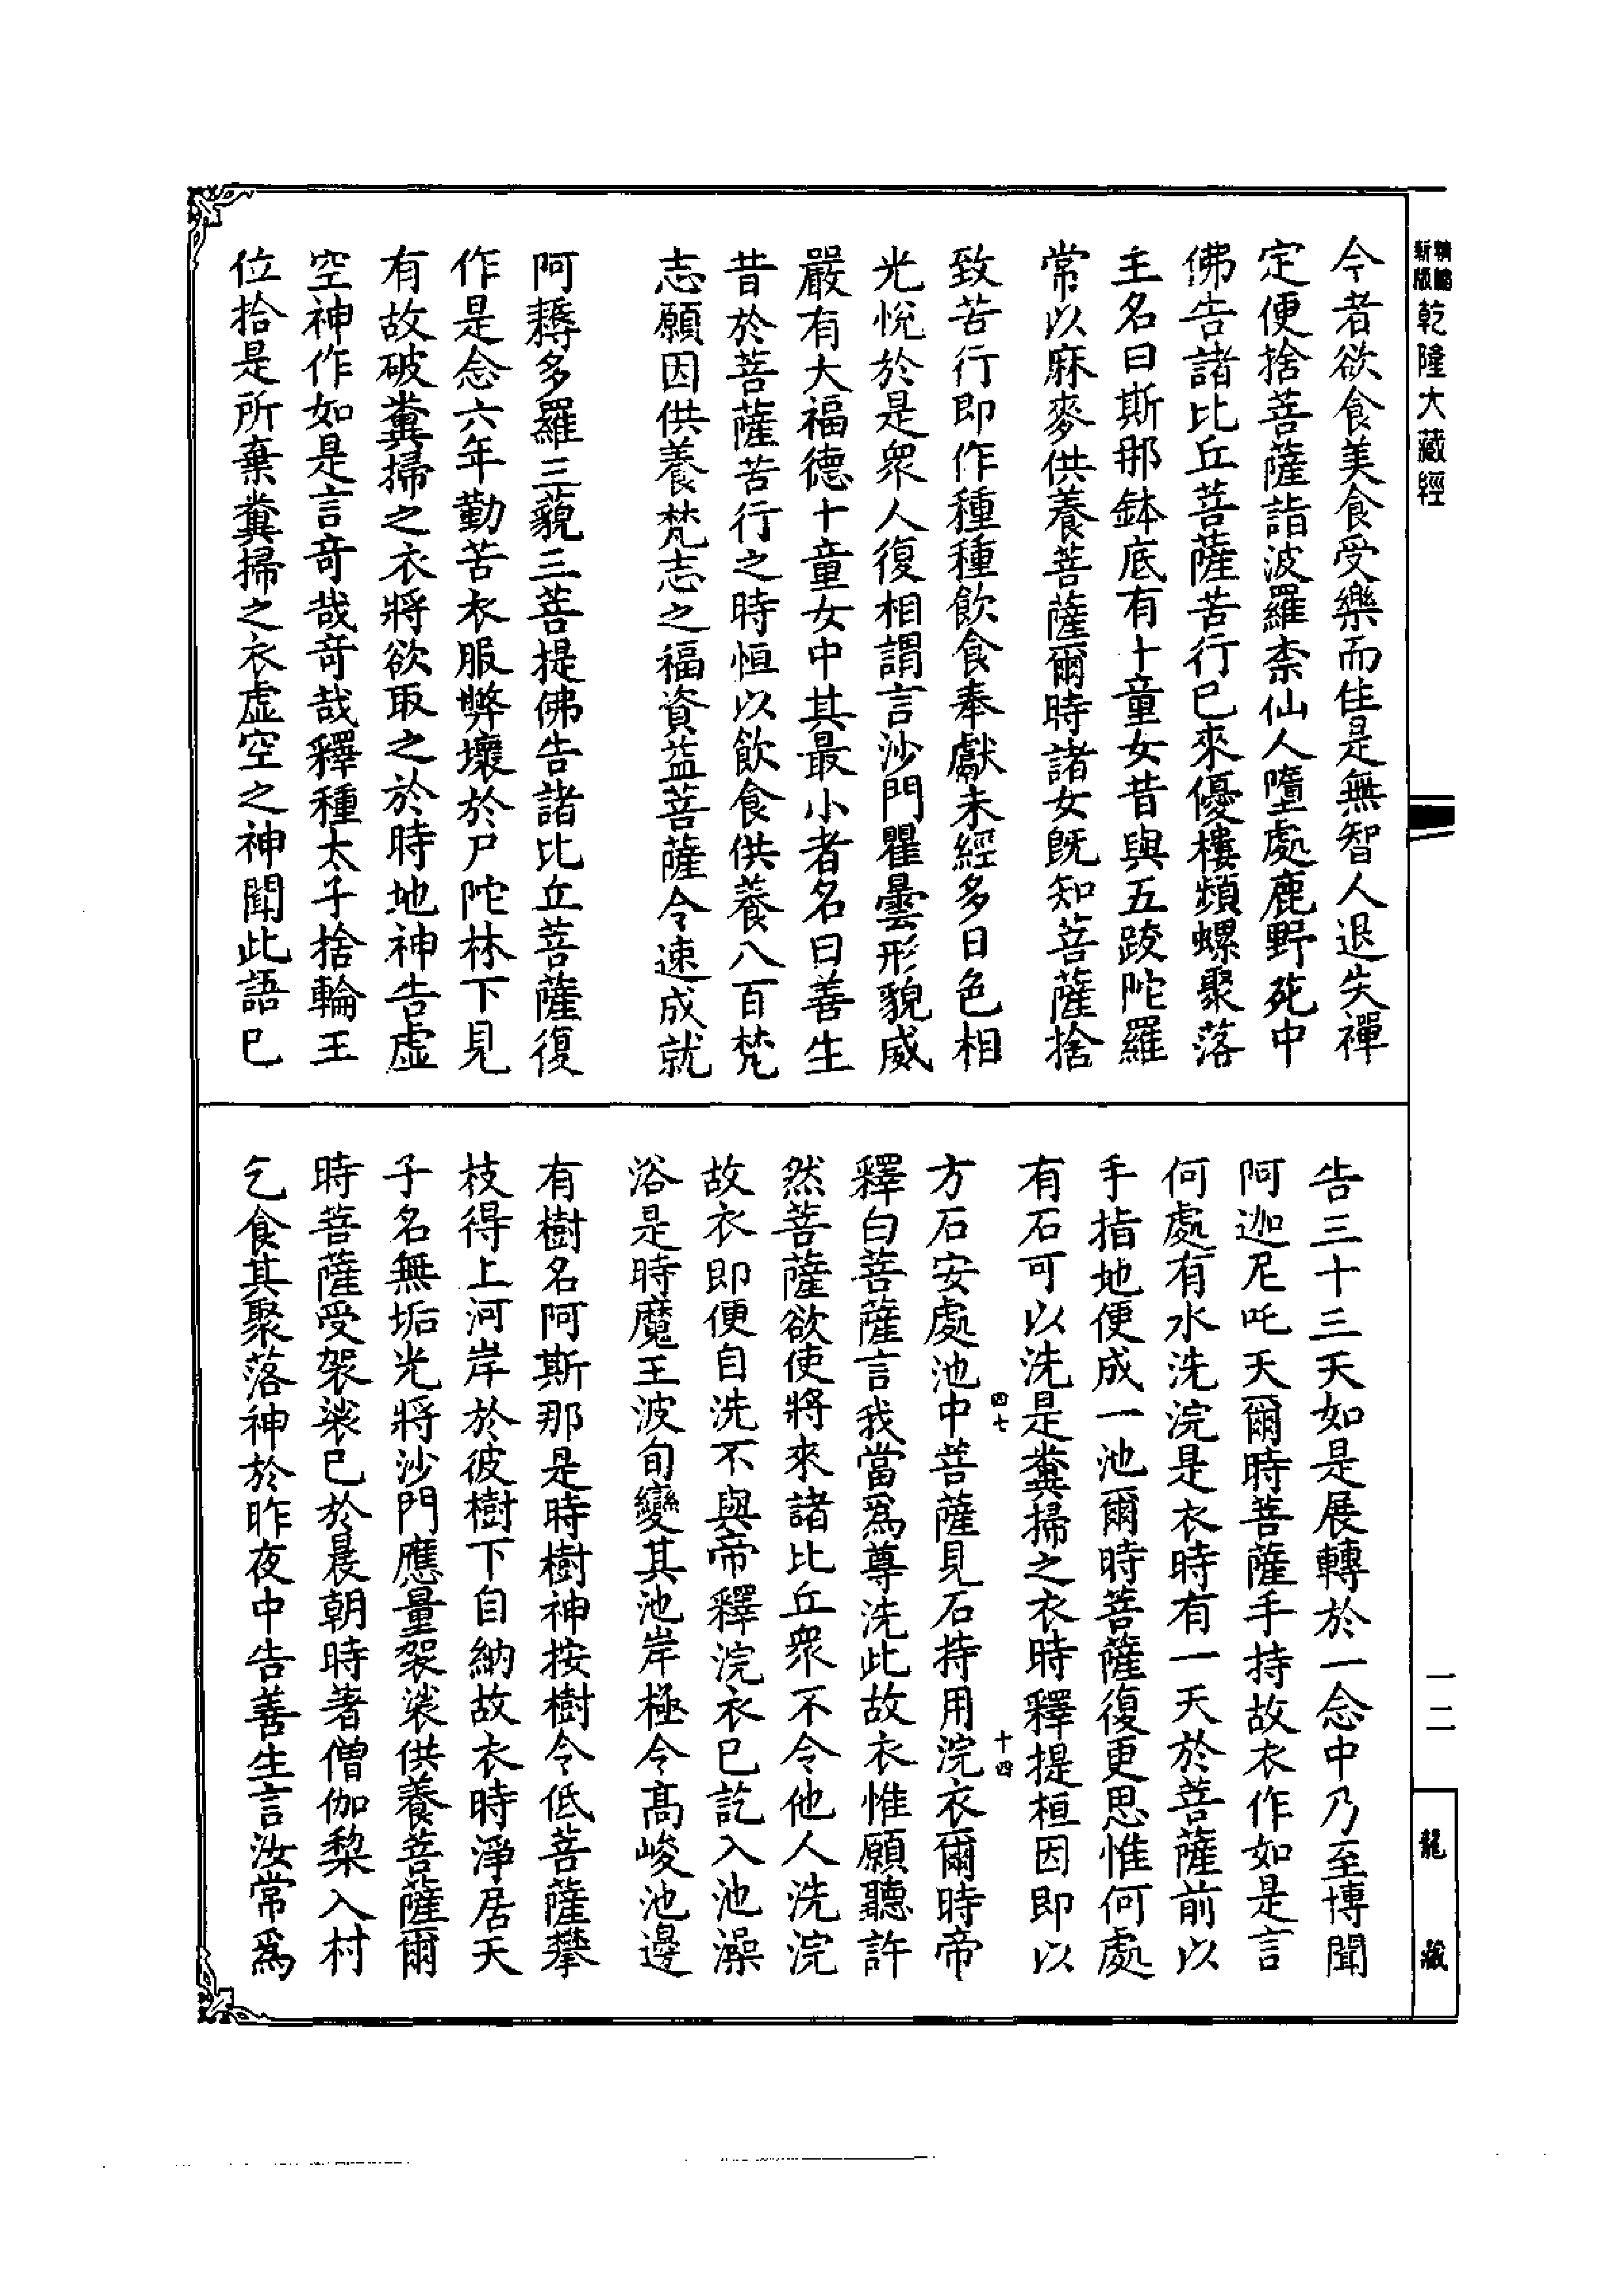 今者欲食美食受樂而住是無智人退失禪
定便捨菩薩詣波羅柰仙人墮處鹿野苑中
佛告諸比丘菩薩苦行已來優樓頻螺聚落
主名曰斯那鉢底有十童女昔與五跋陀羅
常以麻麥供養菩薩爾時諸女旣知菩薩捨
致苦行即作種種飲食奉獻未經多日色相
光悅於是衆人復相謂言沙門瞿曇形貌威
嚴有大福德十童女中其最小者名曰善生
昔於菩薩苦行之時恒以飲食供養八百梵
志願因供養梵志之福資益菩薩令速成就
阿耨多羅三藐三菩提佛告諸比丘菩薩復
作是念六年勤苦衣服弊壞於尸陀林下見
有故破糞掃之衣將欲取之於時地神告虛
空神作如是言奇哉奇哉釋種太子捨輪王
位拾是所棄糞掃之衣虛空之神聞此語已
告三十三天如是展轉於一念中乃至博聞
阿迦尼吒天爾時菩薩手持故衣作如是言
何處有水洗浣是衣時有一天於菩薩前以
手指地便成一池爾時菩薩復更思惟何處
有石可以洗是糞掃之衣時釋提桓因即以
方石安處池中菩薩見石持用浣衣爾時帝
釋白菩薩言我當爲尊洗此故衣惟願聽許
然菩薩欲使將來諸比丘衆不令他人洗浣
故衣即便自洗不與帝釋浣衣已訖入池澡
浴是時魔王波旬變其池岸極令高峻池邊
有樹名阿斯那是時樹神按樹令低菩薩攀
枝得上河岸於彼樹下自納故衣時淨居天
子名無垢光將沙門應量袈裟供養菩薩爾
時菩薩受袈裟已於晨朝時著僧伽黎入村
乞食其聚落神於昨夜中告善生言汝常爲
四七
十四
新版 乾隆大藏經
一二
龍藏